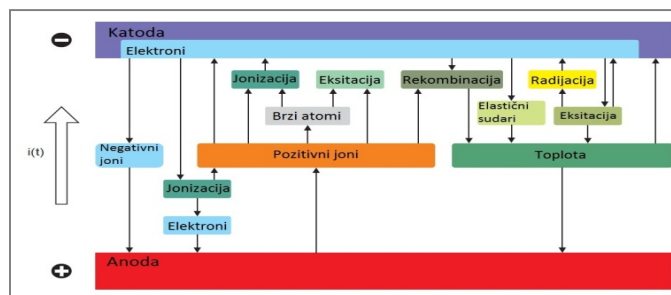 Katoda
Elektroni
Jonizacija
Eksitacija
Rekombinacija
Radijacija
Brzi atomi
Elastični
sudari
Eksitacija
i(t)
Negativni
joni
Pozitivni joni
Toplota
Jonizacija
Elektroni
Anoda